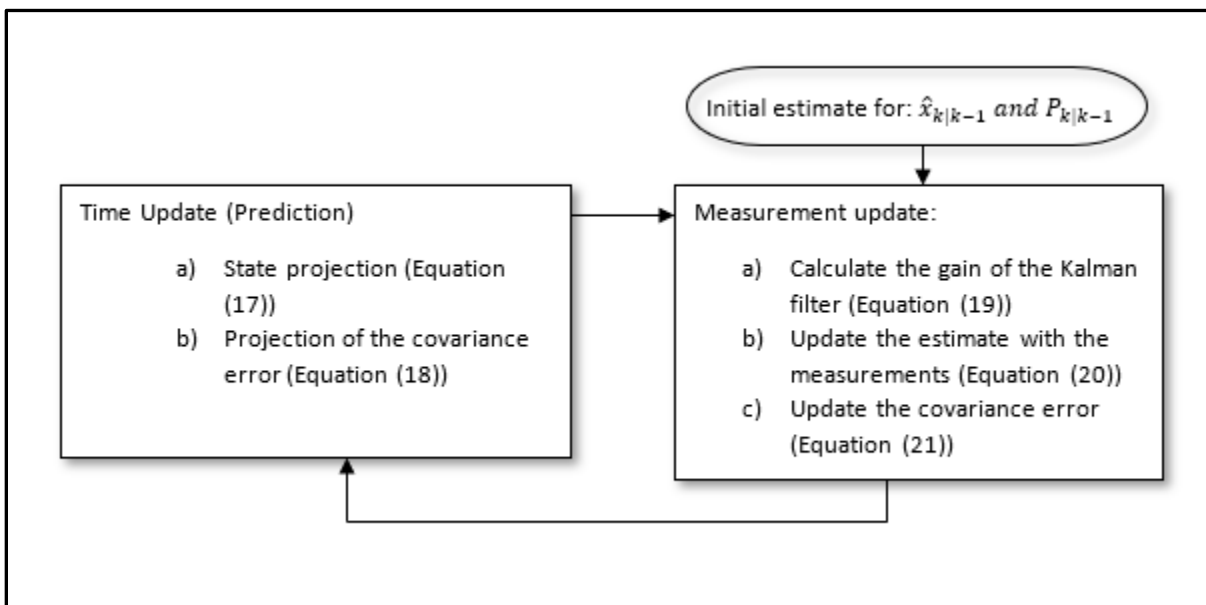 Initial estimate for: x̂ₖ|ₖ₋₁ and Pₖ|ₖ₋₁
Time Update (Prediction)
a) State projection (Equation
(17))
b) Projection of the covariance
error (Equation (18))
Measurement update:
a) Calculate the gain of the Kalman
filter (Equation (19))
b) Update the estimate with the
measurements (Equation (20))
c) Update the covariance error
(Equation (21))